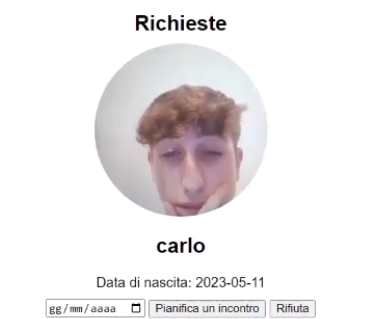 Richieste
carlo
Data di nascita: 2023-05-11
gg/mm/aaaa Pianifica un incontro Rifiuta